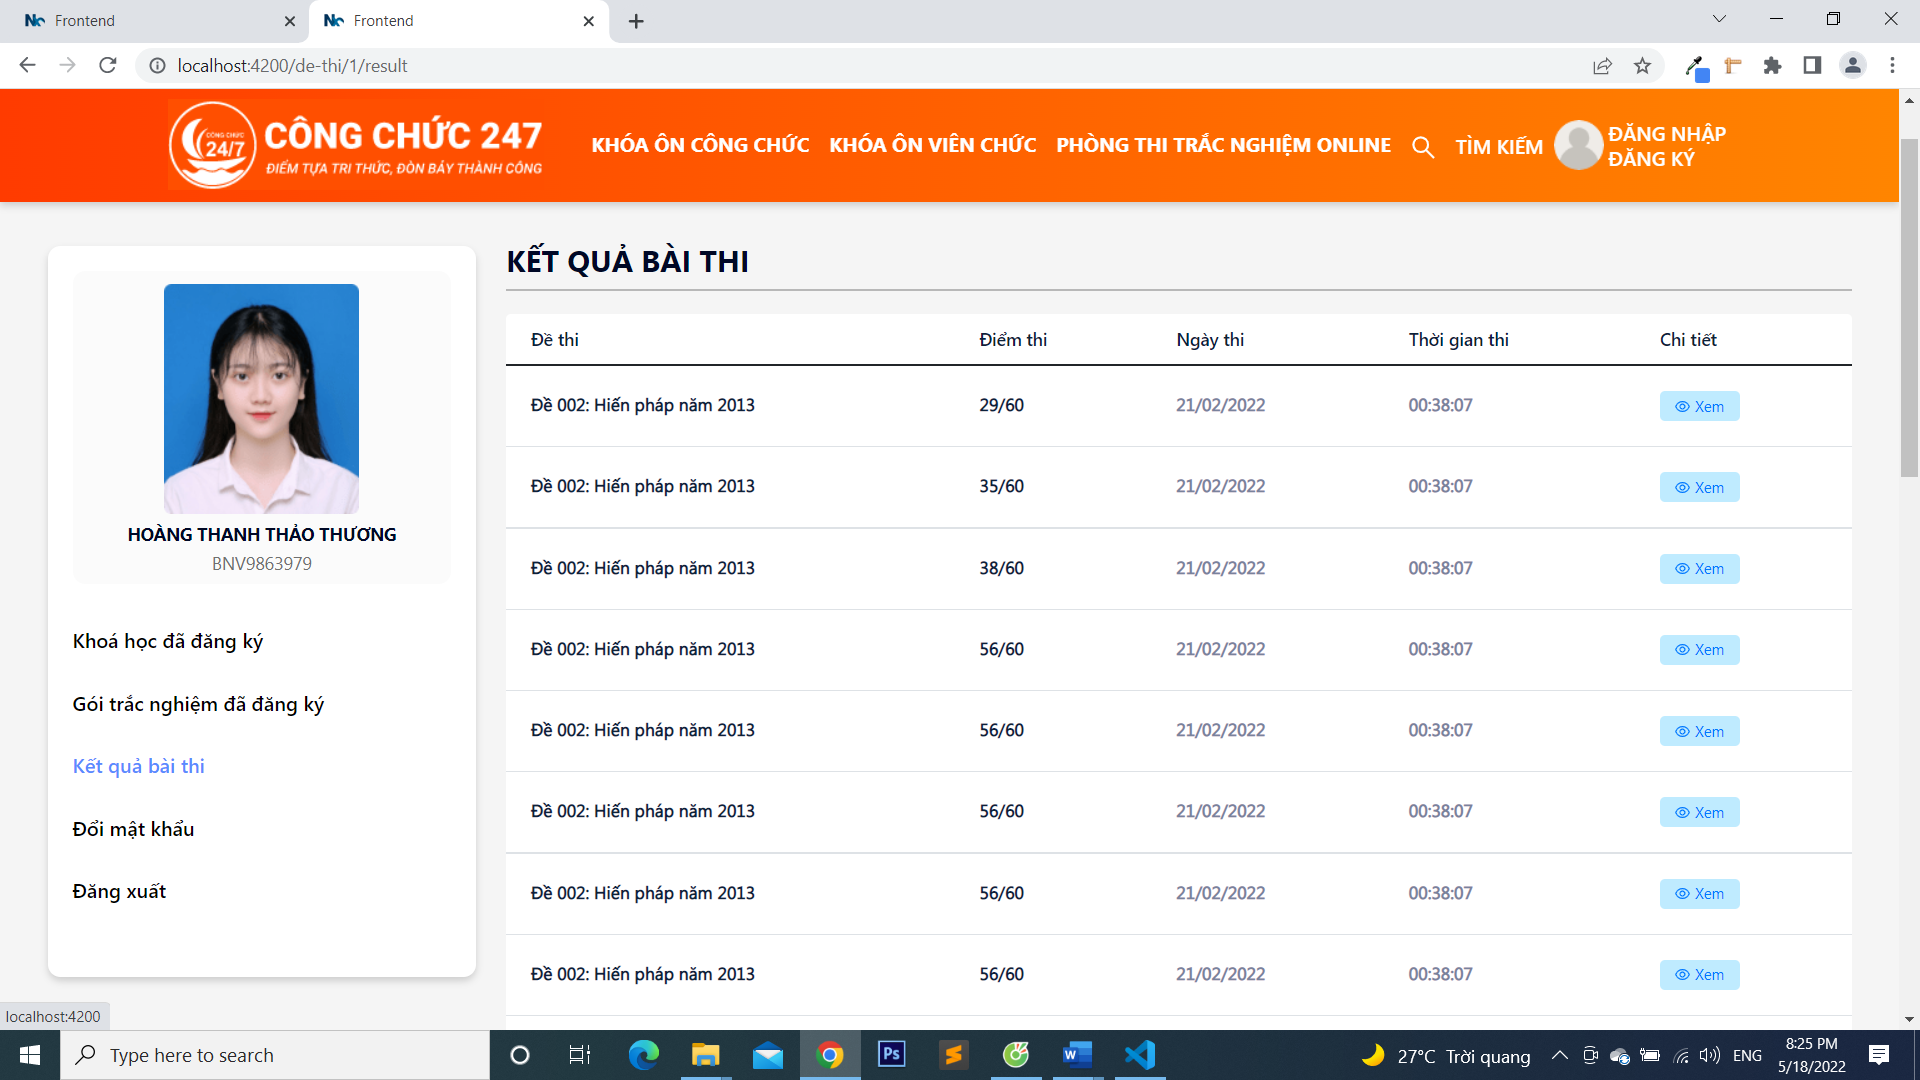 Frontend
Frontend
localhost:4200/de-thi/1/result
CÔNG CHỨC
24/7
CÔNG CHỨC 247
ĐIỂM TỰA TRI THỨC, ĐÒN BẢY THÀNH CÔNG
KHÓA ÔN CÔNG CHỨC KHÓA ÔN VIÊN CHỨC PHÒNG THI TRẮC NGHIỆM ONLINE TÌM KIẾM
ĐĂNG NHẬP
ĐĂNG KÝ
HOÀNG THANH THẢO THƯƠNG
BNV9863979
Khoá học đã đăng ký
Gói trắc nghiệm đã đăng ký
Kết quả bài thi
Đổi mật khẩu
Đăng xuất
KẾT QUẢ BÀI THI
Đề thi Điểm thi Ngày thi Thời gian thi Chi tiết
Đề 002: Hiến pháp năm 2013 29/60 21/02/2022 00:38:07 Xem
Đề 002: Hiến pháp năm 2013 35/60 21/02/2022 00:38:07 Xem
Đề 002: Hiến pháp năm 2013 38/60 21/02/2022 00:38:07 Xem
Đề 002: Hiến pháp năm 2013 56/60 21/02/2022 00:38:07 Xem
Đề 002: Hiến pháp năm 2013 56/60 21/02/2022 00:38:07 Xem
Đề 002: Hiến pháp năm 2013 56/60 21/02/2022 00:38:07 Xem
Đề 002: Hiến pháp năm 2013 56/60 21/02/2022 00:38:07 Xem
Đề 002: Hiến pháp năm 2013 56/60 21/02/2022 00:38:07 Xem
localhost:4200
Type here to search
Ps
27°C Trời quang
ENG
8:25 PM
5/18/2022